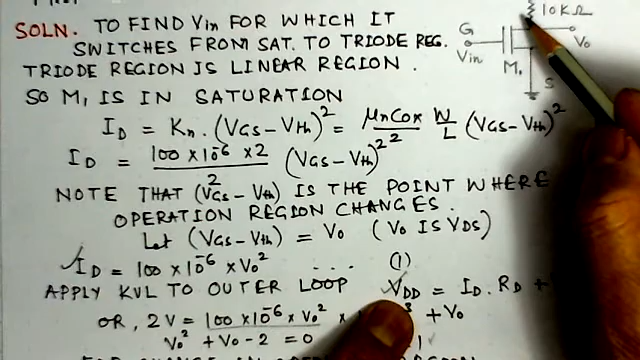 SOLN. TO FIND Vin FOR WHICH IT
SWITCHES FROM SAT. TO TRIODE REG.
TRIODE REGION IS LINEAR REGION.
10KΩ
G
Vin
Vo
M1
S
SO M1 IS IN SATURATION
ID = Kn . (VGS - Vth)² = μnCox/2 W/L (VGS - Vth)²
ID = 100 × 10⁻⁶ × 2 / 2 (VGS - Vth)²
NOTE THAT (VGS - Vth) IS THE POINT WHERE
OPERATION REGION CHANGES.
Let (VGS - Vth) = Vo (Vo IS VDS)
ID = 100 × 10⁻⁶ × Vo² .... (1)
APPLY KVL TO OUTER LOOP VDD = ID . RD +
OR, 2V = 100 × 10⁻⁶ × Vo² × + Vo
Vo² + Vo - 2 = 0